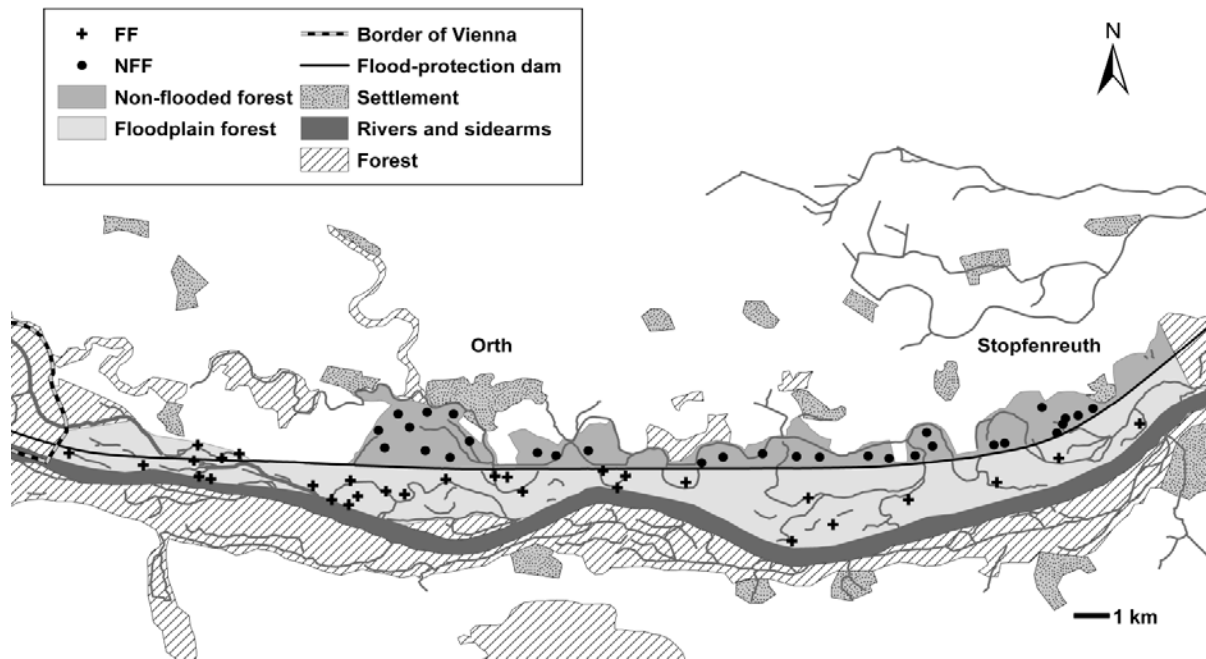 FF
NFF
Non-flooded forest
Floodplain forest
Border of Vienna
Flood-protection dam
Settlement
Rivers and sidearms
Forest
N
Orth
Stopfenreuth
1 km